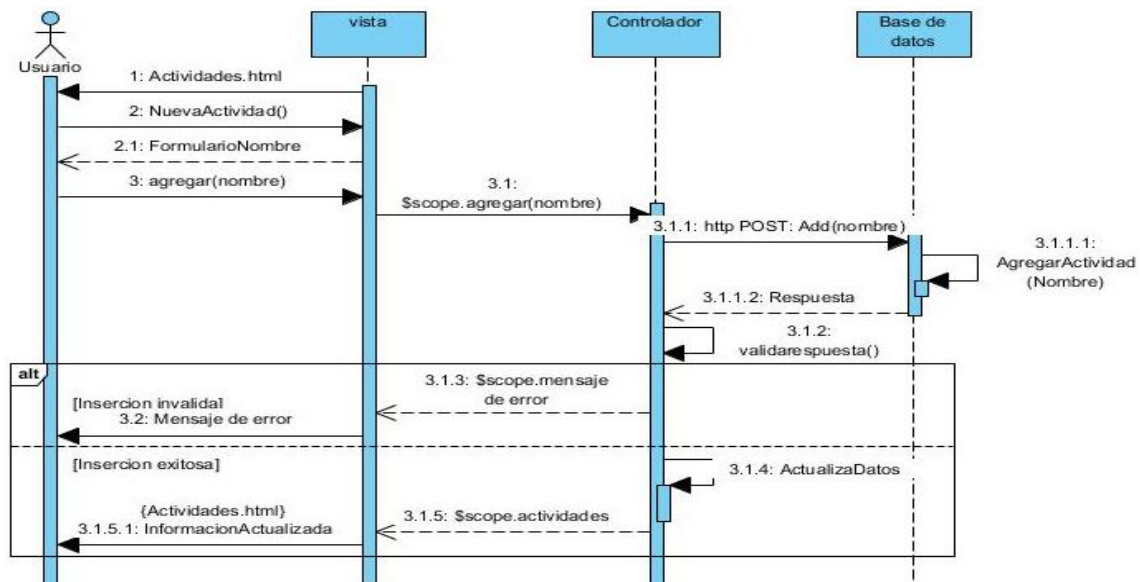 vista
Controlador
Base de
datos
Usuario
1: Actividades.html
2: NuevaActividad()
2.1: FormularioNombre
3: agregar(nombre)
3.1:
$scope.agregar(nombre)
3.1.1: http POST: Add(nombre)
3.1.1.1:
AgregarActividad
(Nombre)
3.1.1.2: Respuesta
3.1.2:
validarespuesta()
alt
3.1.3: $scope.mensaje
de error
[Insercion invalida]
3.2: Mensaje de error
[Insercion exitosa]
3.1.4: ActualizaDatos
{Actividades.html}
3.1.5: $scope.actividades
3.1.5.1: InformacionActualizada